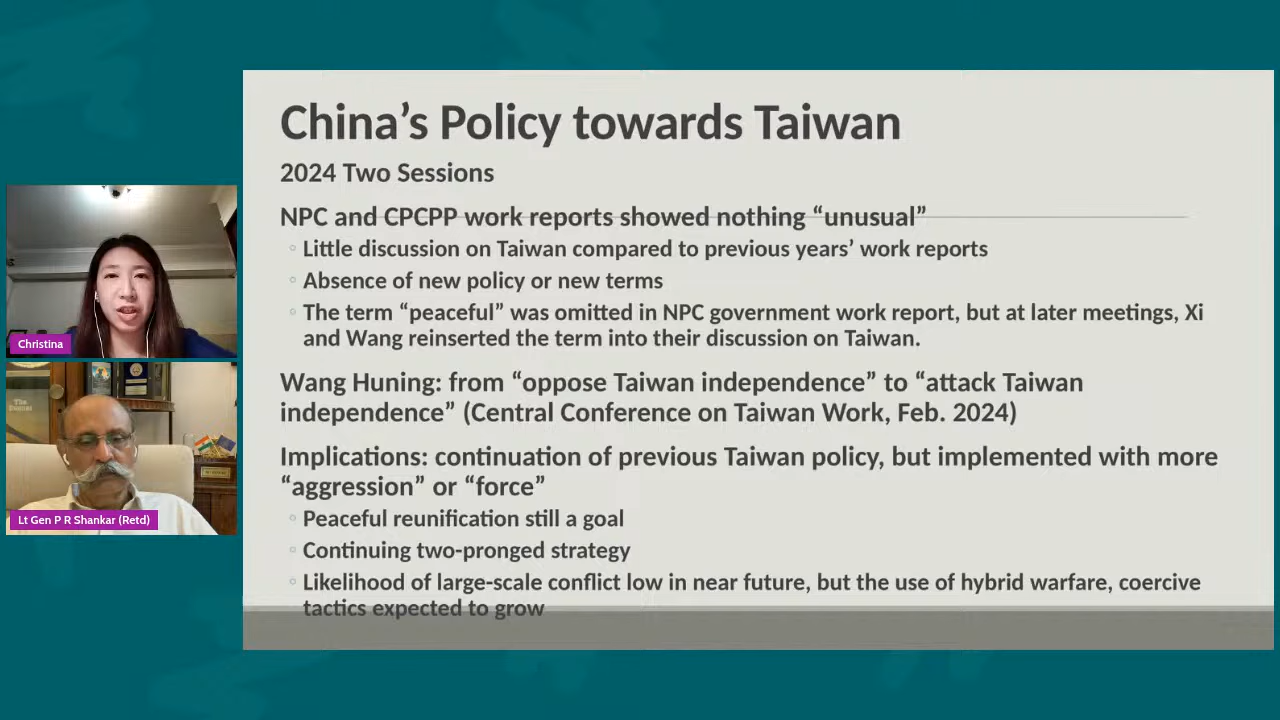 China’s Policy towards Taiwan
2024 Two Sessions
NPC and CPCPP work reports showed nothing “unusual”
Little discussion on Taiwan compared to previous years’ work reports
Absence of new policy or new terms
The term “peaceful” was omitted in NPC government work report, but at later meetings, Xi
and Wang reinserted the term into their discussion on Taiwan.
Wang Huning: from “oppose Taiwan independence” to “attack Taiwan
independence” (Central Conference on Taiwan Work, Feb. 2024)
Implications: continuation of previous Taiwan policy, but implemented with more
“aggression” or “force”
Peaceful reunification still a goal
Continuing two-pronged strategy
Likelihood of large-scale conflict low in near future, but the use of hybrid warfare, coercive
tactics expected to grow
Christina
Lt Gen P R Shankar (Retd)